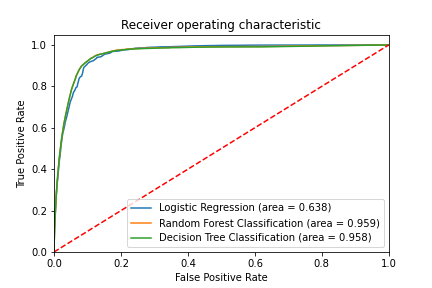 Receiver operating characteristic
True Positive Rate
1.0
0.8
0.6
0.4
0.2
0.0
Logistic Regression (area = 0.638)
Random Forest Classification (area = 0.959)
Decision Tree Classification (area = 0.958)
0.0 0.2 0.4 0.6 0.8 1.0
False Positive Rate